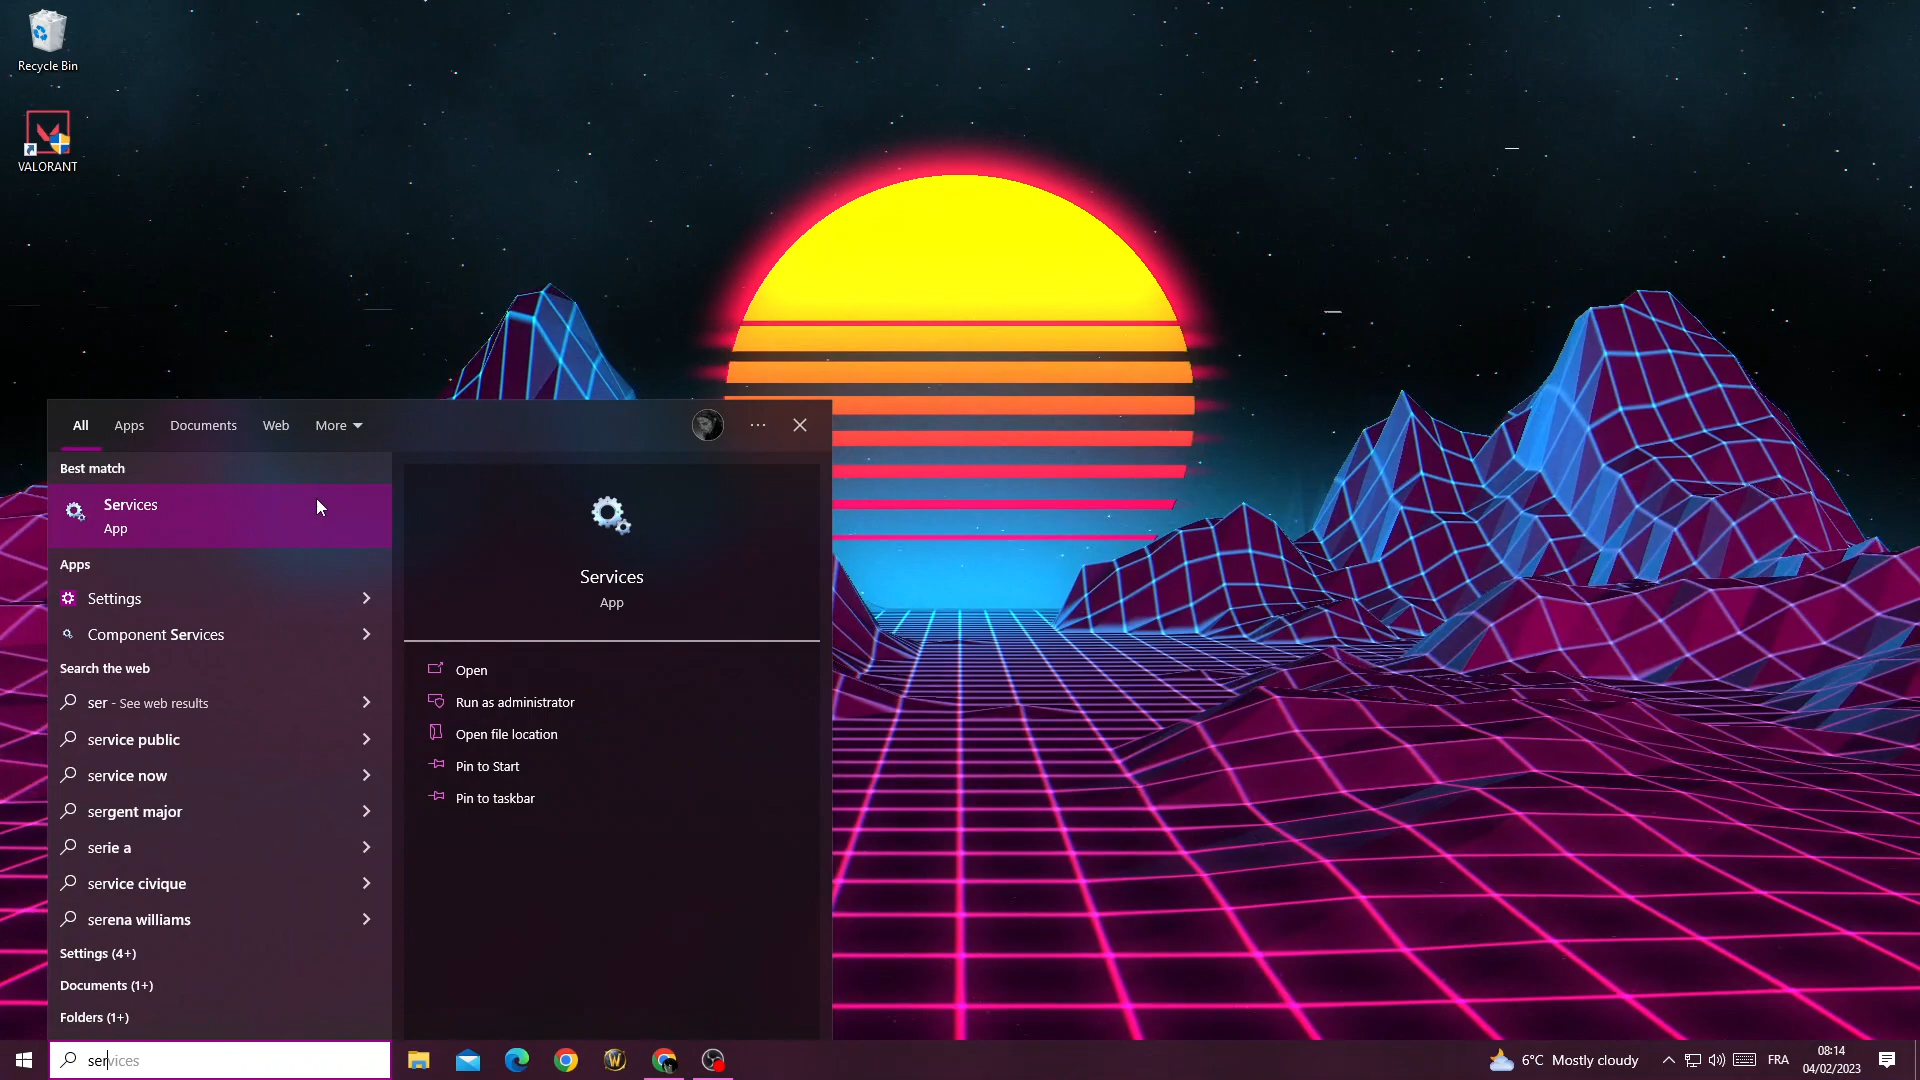 Recycle Bin
VALORANT
All Apps Documents Web More
Best match
Services
App
Apps
Settings
Component Services
Search the web
ser - See web results
service public
service now
sergent major
serie a
service civique
serena williams
Settings (4+)
Documents (1+)
Folders (1+)
Services
App
Open
Run as administrator
Open file location
Pin to Start
Pin to taskbar
services
6°C Mostly cloudy
FRA
08:14
04/02/2023